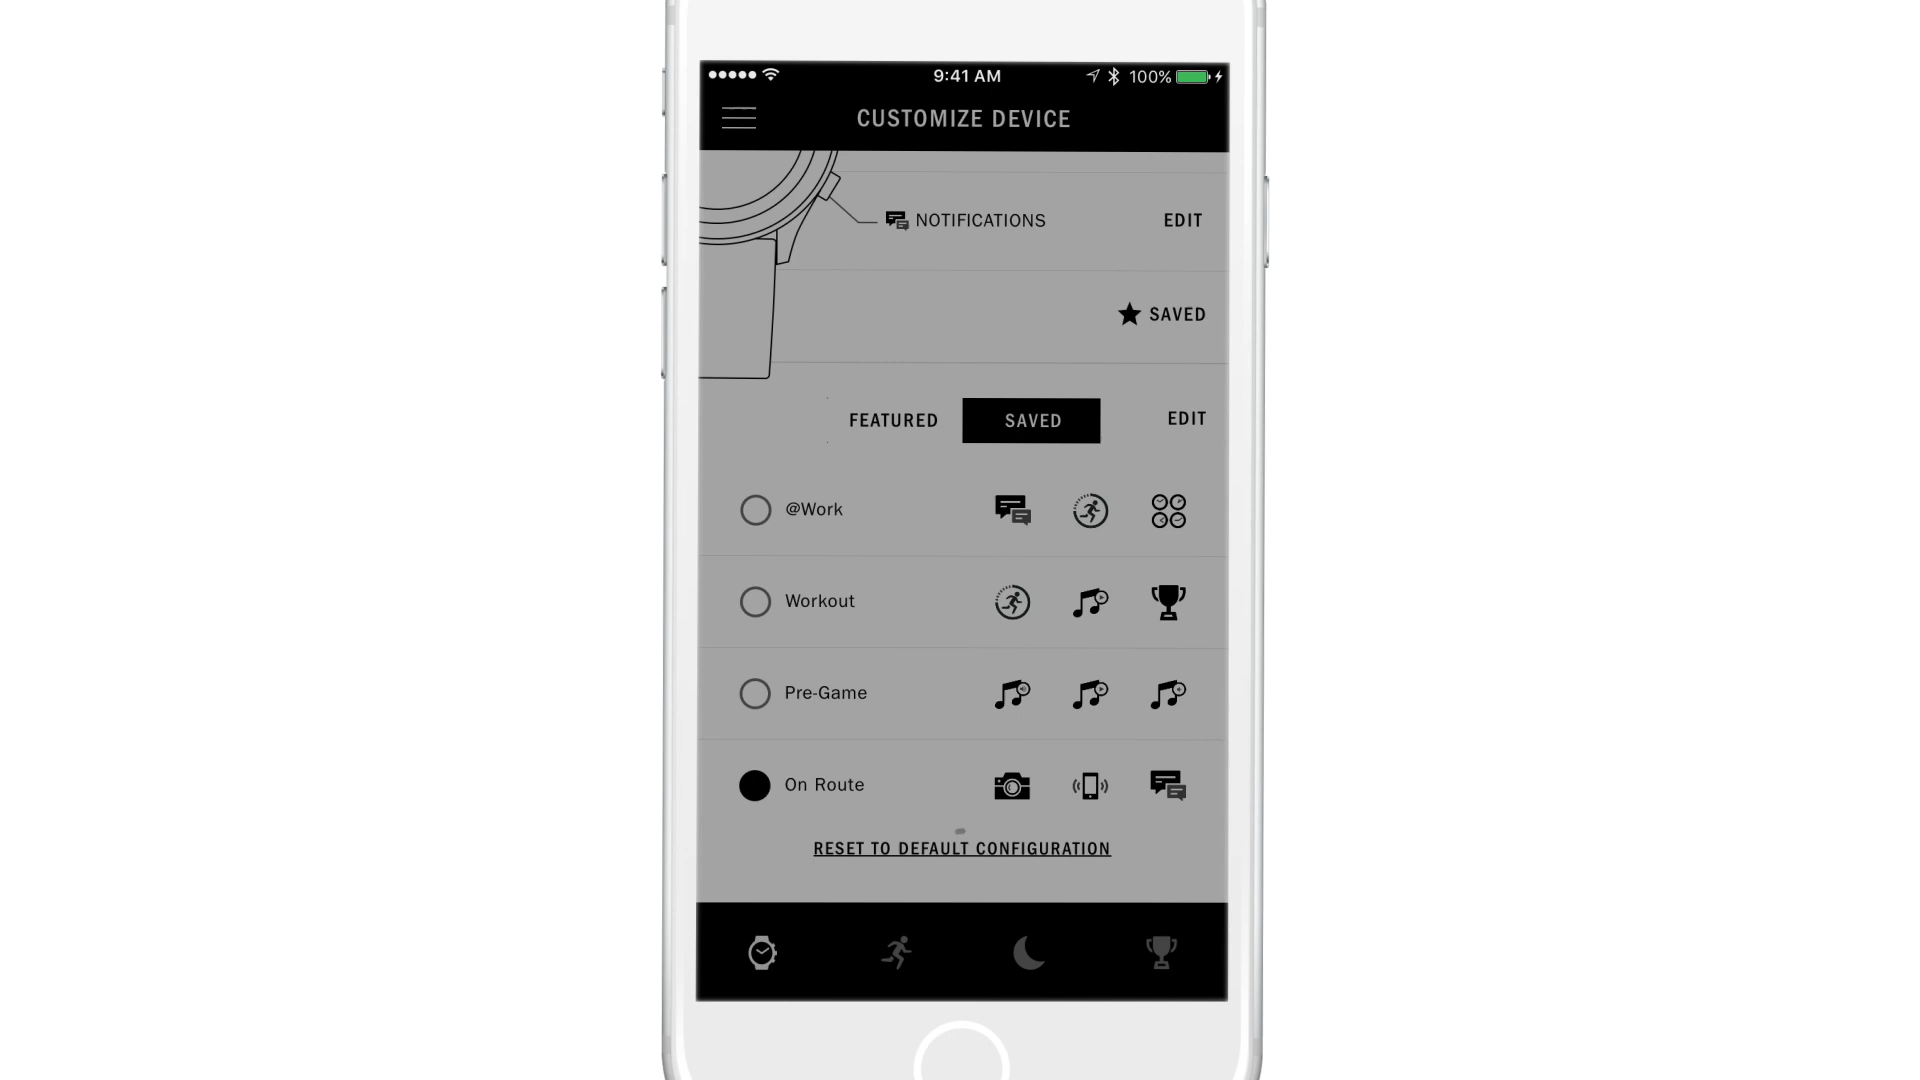 9:41 AM 100%
CUSTOMIZE DEVICE
NOTIFICATIONS EDIT
SAVED
FEATURED SAVED EDIT
@Work
Workout
Pre-Game
On Route
RESET TO DEFAULT CONFIGURATION